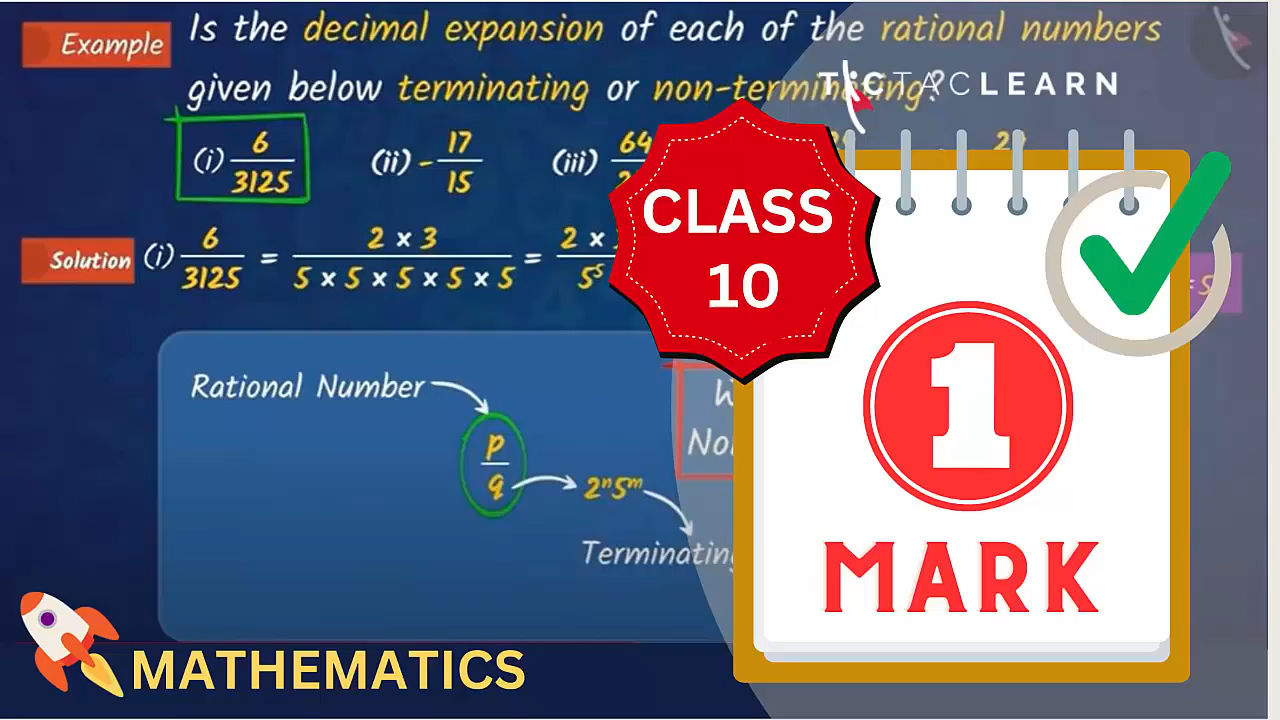 Example
Is the decimal expansion of each of the rational numbers
given below terminating or non-terminating?
TICTACLEARN
(i) 6/3125 (ii) -17/15 (iii) 64
Solution (i) 6/3125 = 2 × 3 / 5 × 5 × 5 × 5 × 5 = 2 × / 5⁵
CLASS
10
Rational Number
p/q
2ⁿ5ᵐ
Terminating
1
MARK
MATHEMATICS